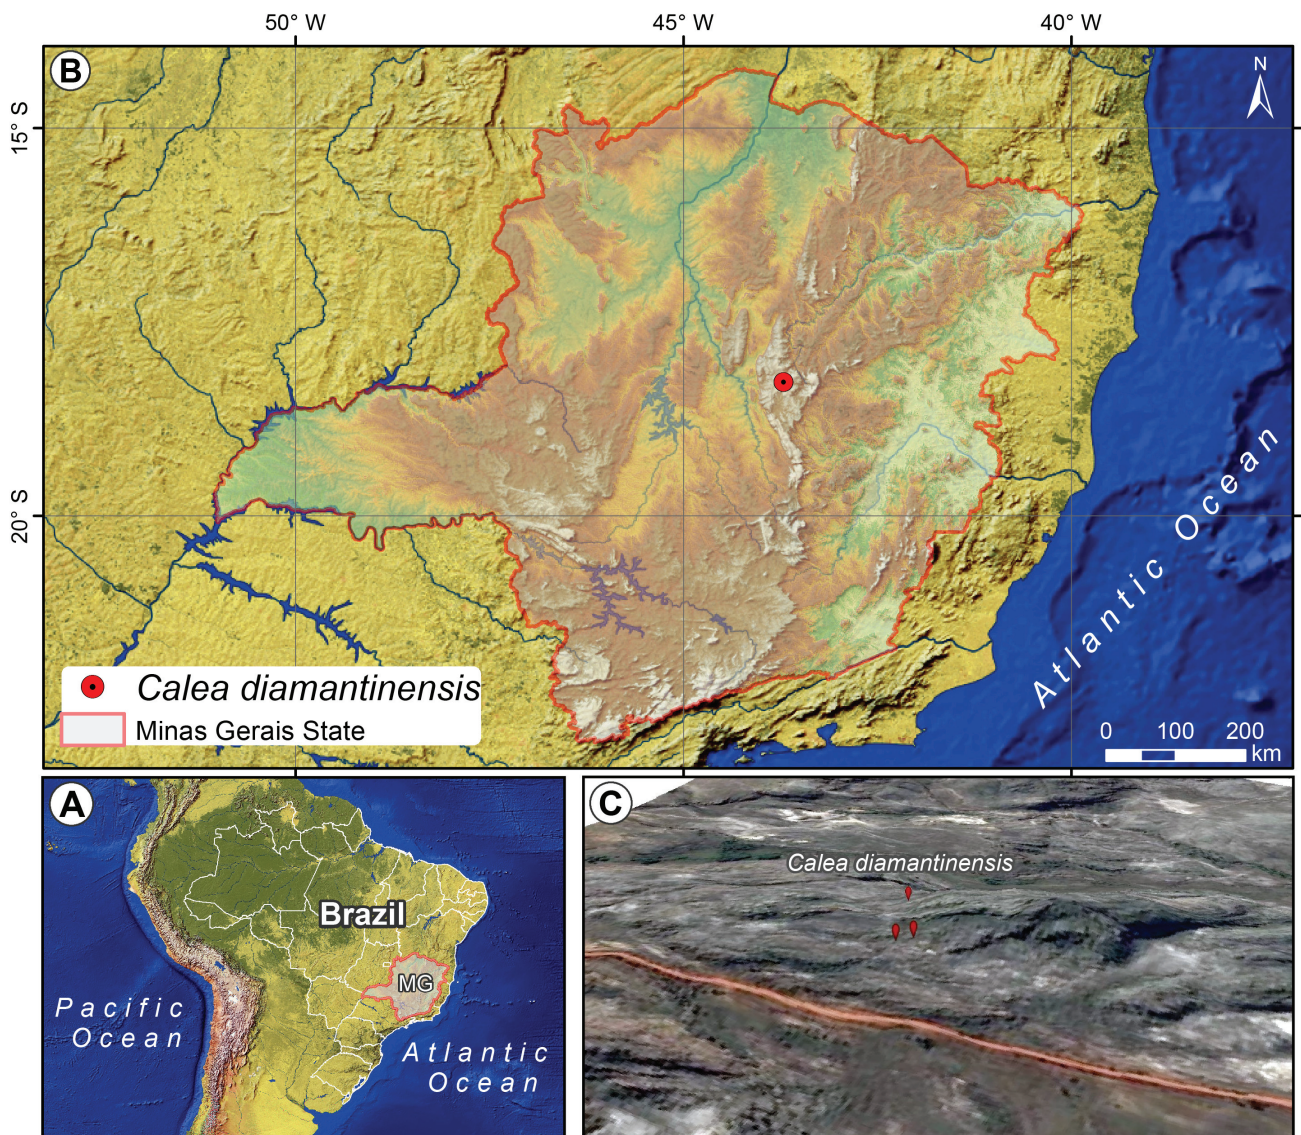 50° W
45° W
40° W
B
N
15° S
20° S
Atlantic Ocean
Calea diamantinensis
Minas Gerais State
0 100 200
km
A
Brazil
MG
Pacific
Ocean
Atlantic
Ocean
C
Calea diamantinensis